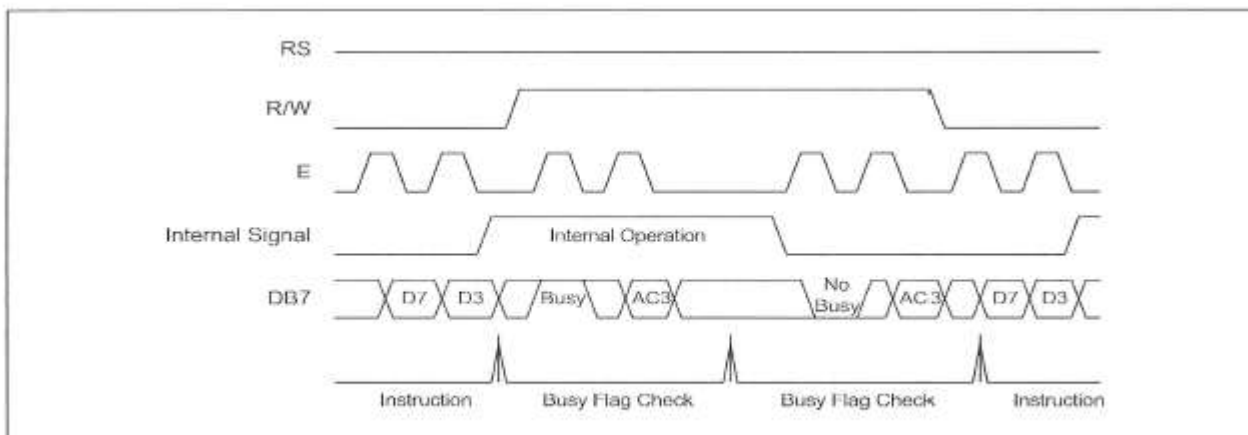 RS
R/W
E
Internal Signal
Internal Operation
DB7
D7
D3
Busy
AC3
No
Busy
AC3
D7
D3
Instruction
Busy Flag Check
Busy Flag Check
Instruction